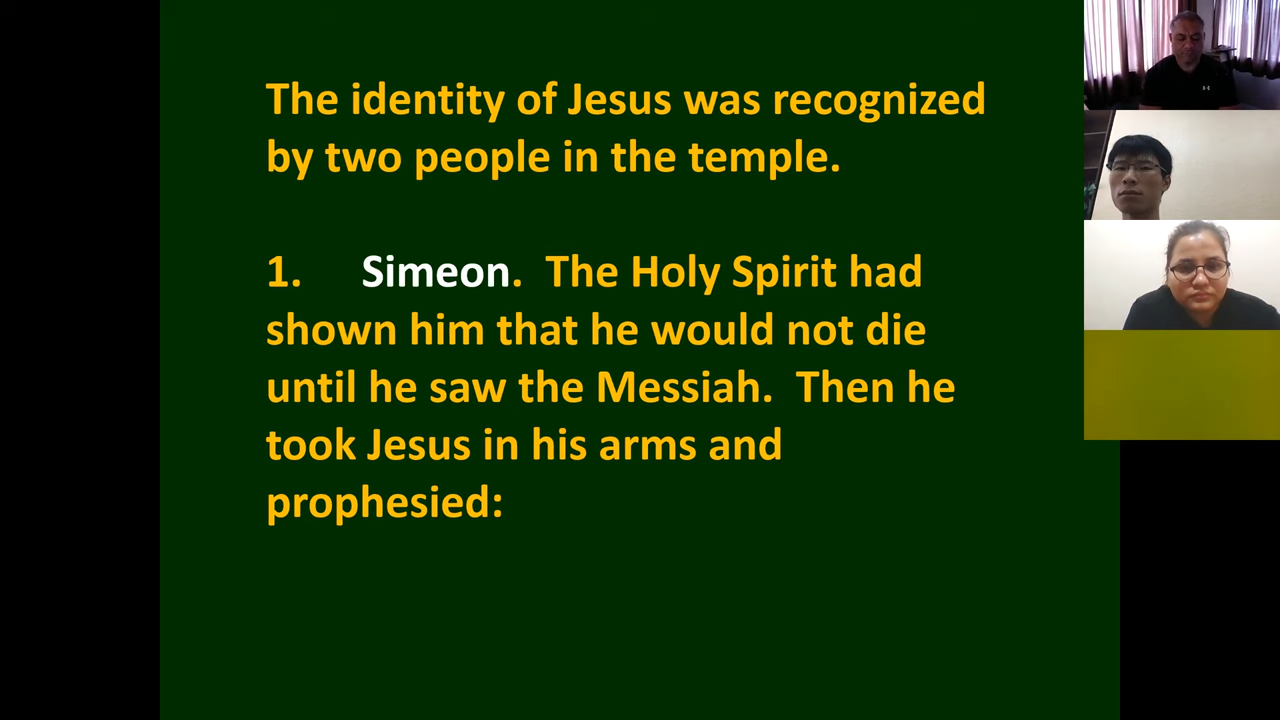 The identity of Jesus was recognized
by two people in the temple.
1. Simeon. The Holy Spirit had
shown him that he would not die
until he saw the Messiah. Then he
took Jesus in his arms and
prophesied: